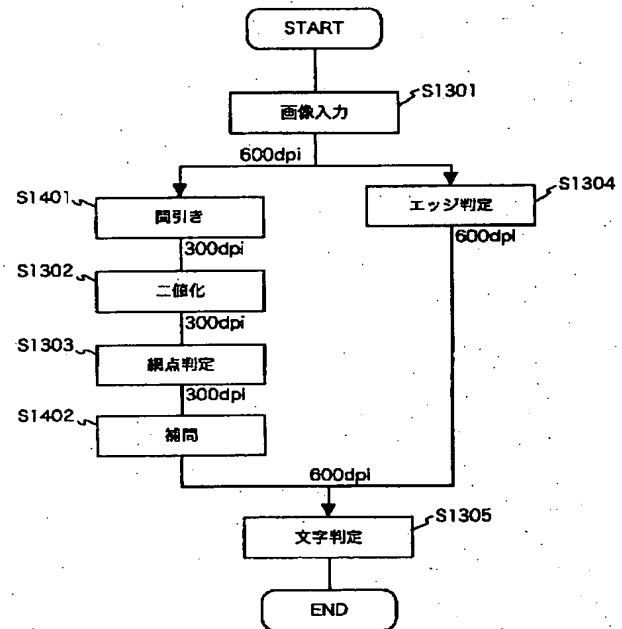 START
S1301
画像入力
600dpi
S1401
間引き
S1304
エッジ判定
300dpi
600dpi
S1302
二値化
300dpi
S1303
網点判定
300dpi
S1402
補間
600dpi
S1305
文字判定
END